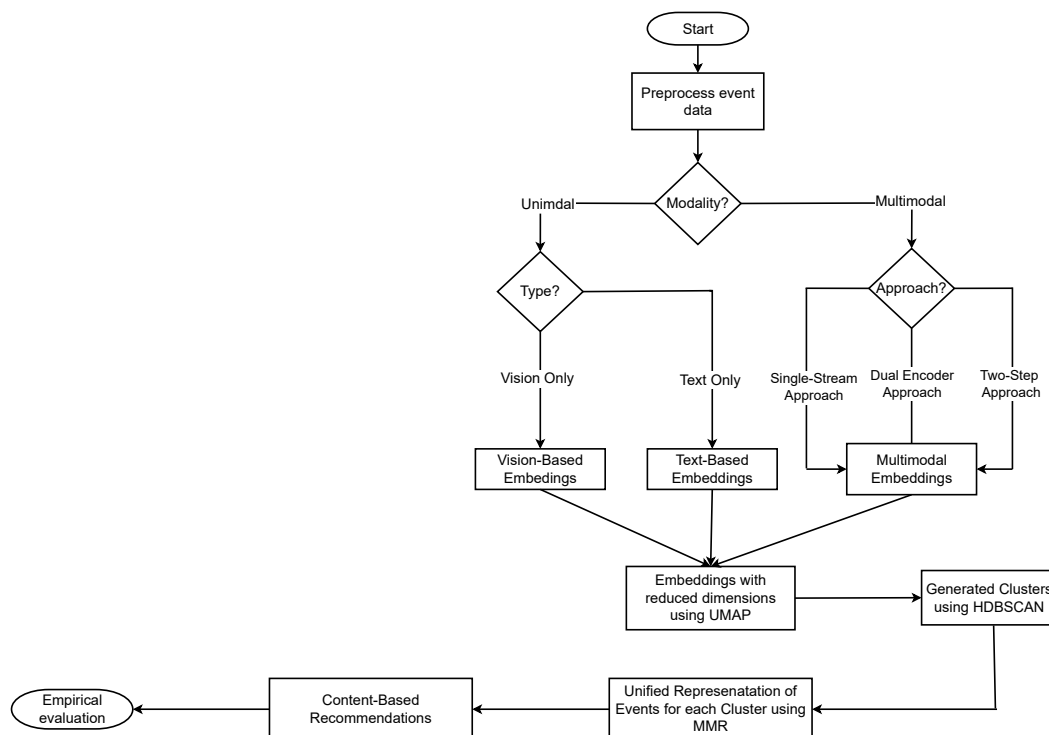 Start
Preprocess event
data
Modality?
Unimdal
Multimodal
Type?
Approach?
Vision Only
Text Only
Single-Stream
Approach
Dual Encoder
Approach
Two-Step
Approach
Vision-Based
Embedings
Text-Based
Embeddings
Multimodal
Embeddings
Embeddings with
reduced dimensions
using UMAP
Generated Clusters
using HDBSCAN
Empirical
evaluation
Content-Based
Recommendations
Unified Represenatation of
Events for each Cluster using
MMR